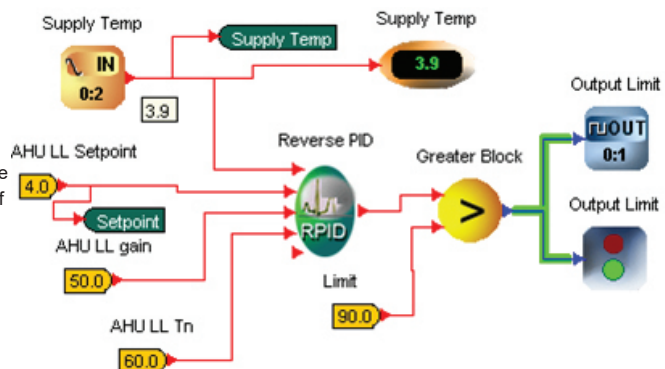 Supply Temp
Supply Temp
IN
0:2
Supply Temp
3.9
3.9
Output Limit
OUT
0:1
AHU LL Setpoint
e
4.0
f
Setpoint
Reverse PID
RPID
Greater Block
>
Output Limit
AHU LL gain
50.0
Limit
90.0
AHU LL Tn
60.0